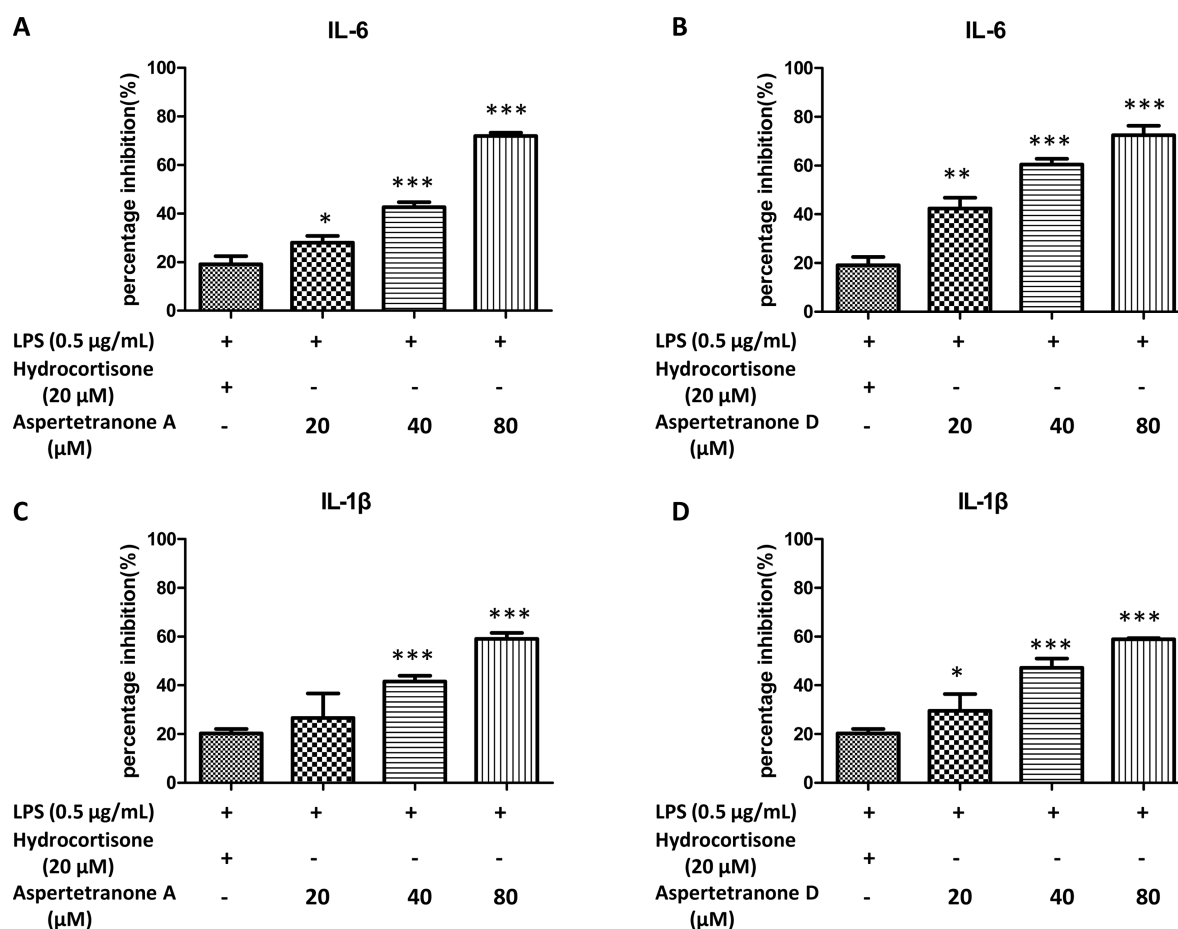 A
IL-6
percentage inhibition(%)
100
80
60
40
20
0
*
***
***
LPS (0.5 µg/mL) + + + +
Hydrocortisone
(20 µM) + - - -
Aspertetranone A - 20 40 80
(µM)
B
IL-6
percentage inhibition(%)
100
80
60
40
20
0
**
***
***
LPS (0.5 µg/mL) + + + +
Hydrocortisone
(20 µM) + - - -
Aspertetranone D - 20 40 80
(µM)
C
IL-1β
percentage inhibition(%)
100
80
60
40
20
0
***
***
LPS (0.5 µg/mL) + + + +
Hydrocortisone
(20 µM) + - - -
Aspertetranone A - 20 40 80
(µM)
D
IL-1β
percentage inhibition(%)
100
80
60
40
20
0
*
***
***
LPS (0.5 µg/mL) + + + +
Hydrocortisone
(20 µM) + - - -
Aspertetranone D - 20 40 80
(µM)